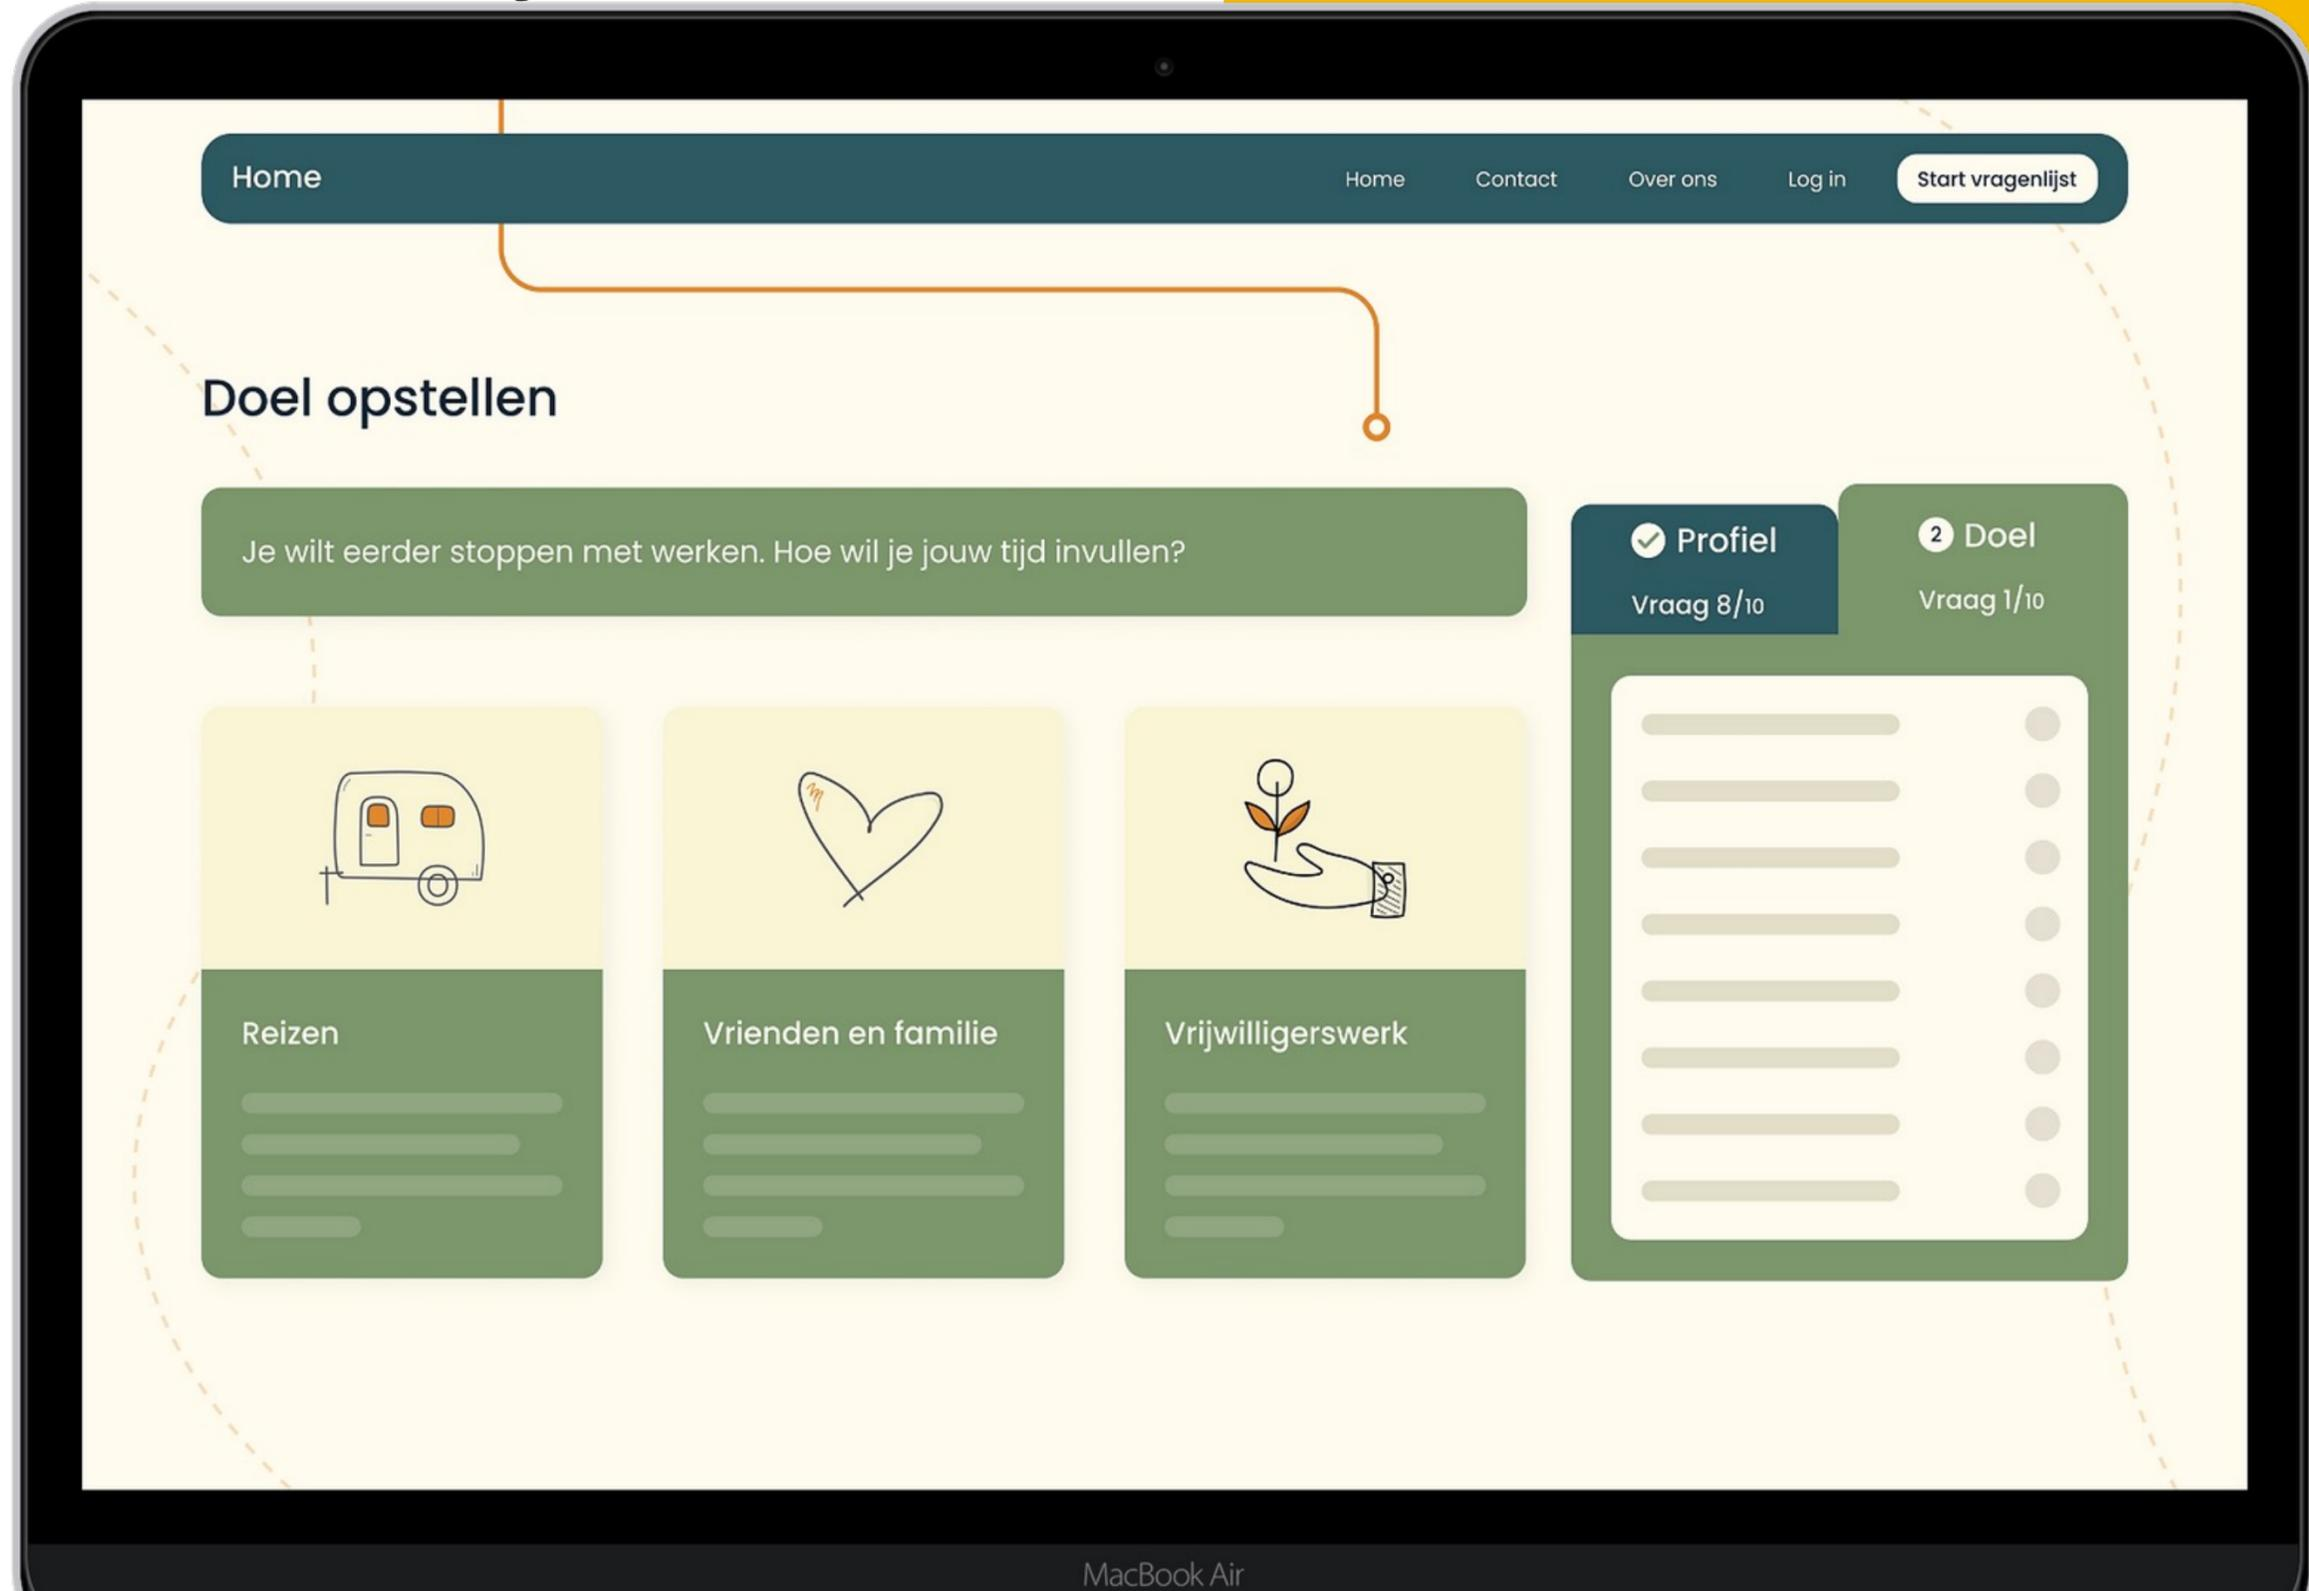 Home
Home Contact Over ons Log in Start vragenlijst
Doel opstellen
Je wilt eerder stoppen met werken. Hoe wil je jouw tijd invullen?
Profiel
Vraag 8/10
2 Doel
Vraag 1/10
Reizen
Vrienden en familie
Vrijwilligerswerk
MacBook Air